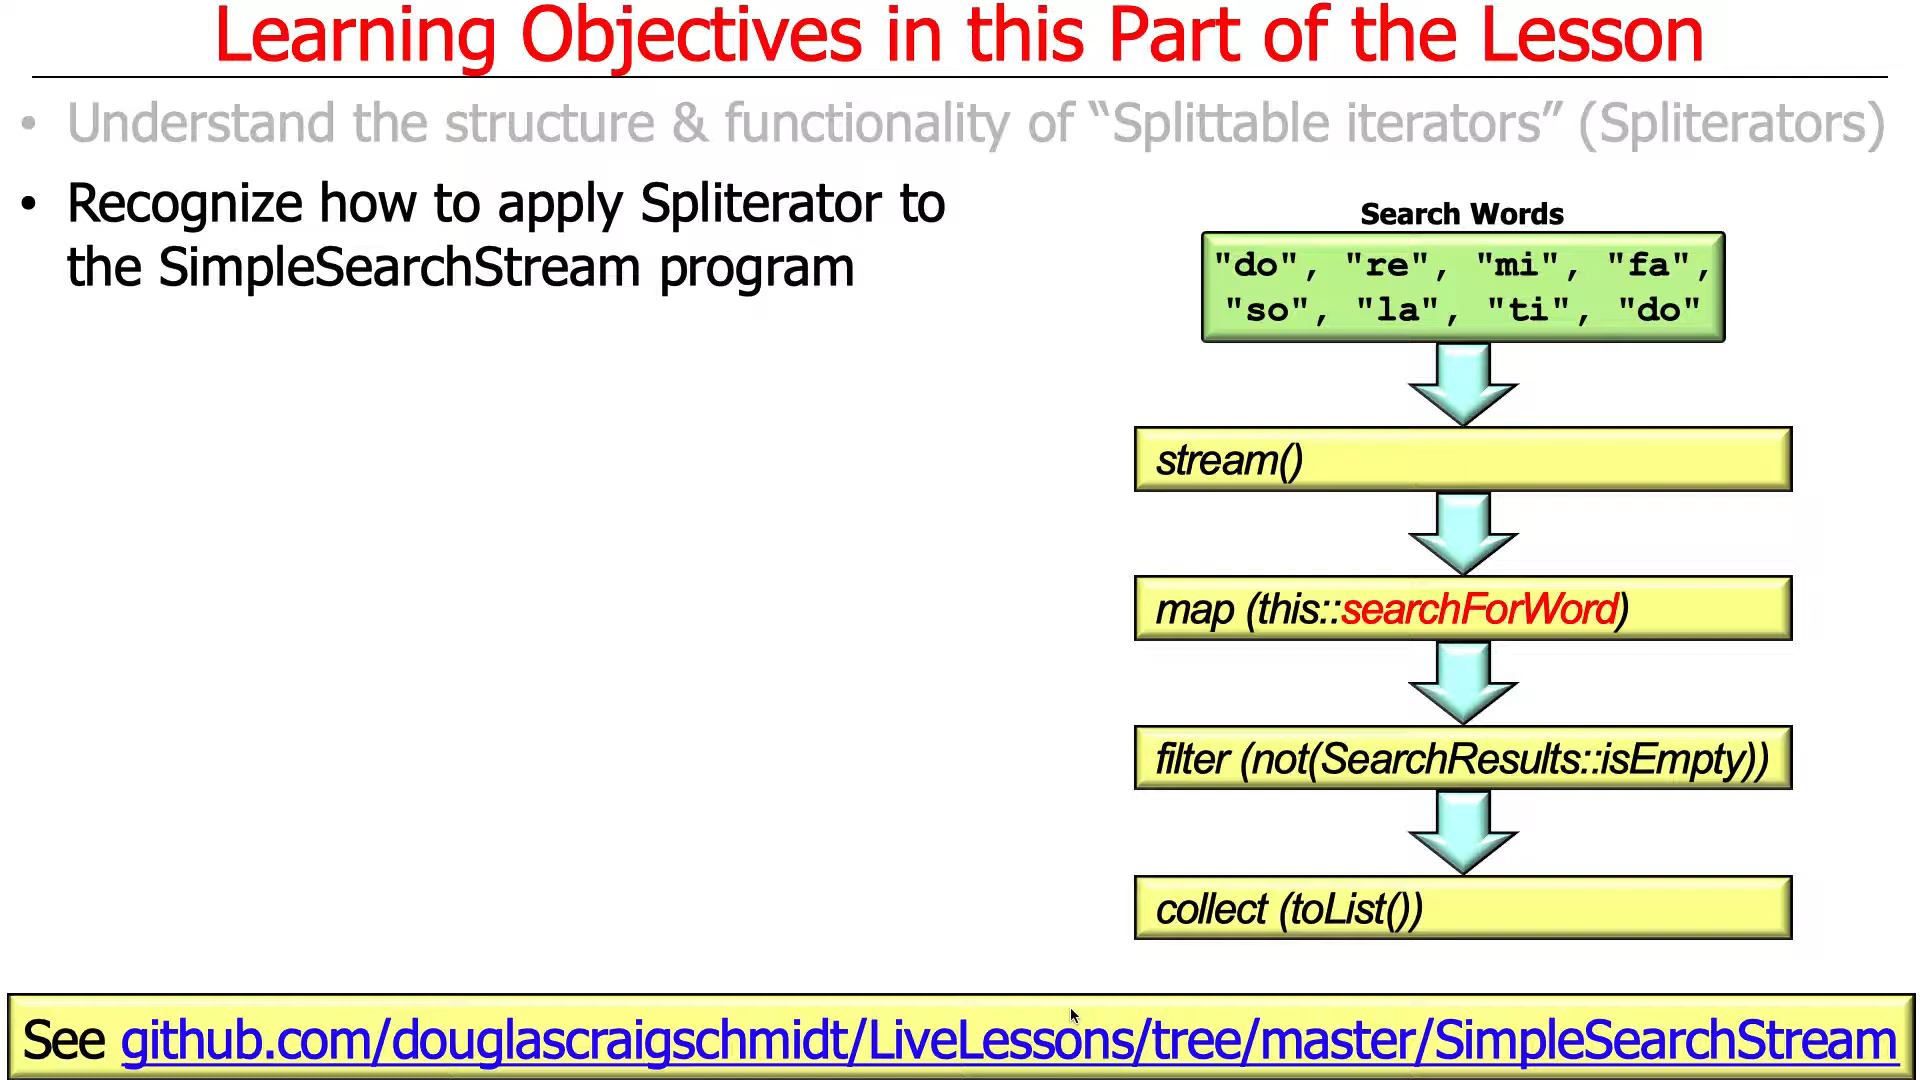 Learning Objectives in this Part of the Lesson
• Understand the structure & functionality of “Splittable iterators” (Spliterators)
• Recognize how to apply Spliterator to
the SimpleSearchStream program
Search Words
"do", "re", "mi", "fa",
"so", "la", "ti", "do"
stream()
map (this::searchForWord)
filter (not(SearchResults::isEmpty))
collect (toList())
See github.com/douglascraigschmidt/LiveLessons/tree/master/SimpleSearchStream